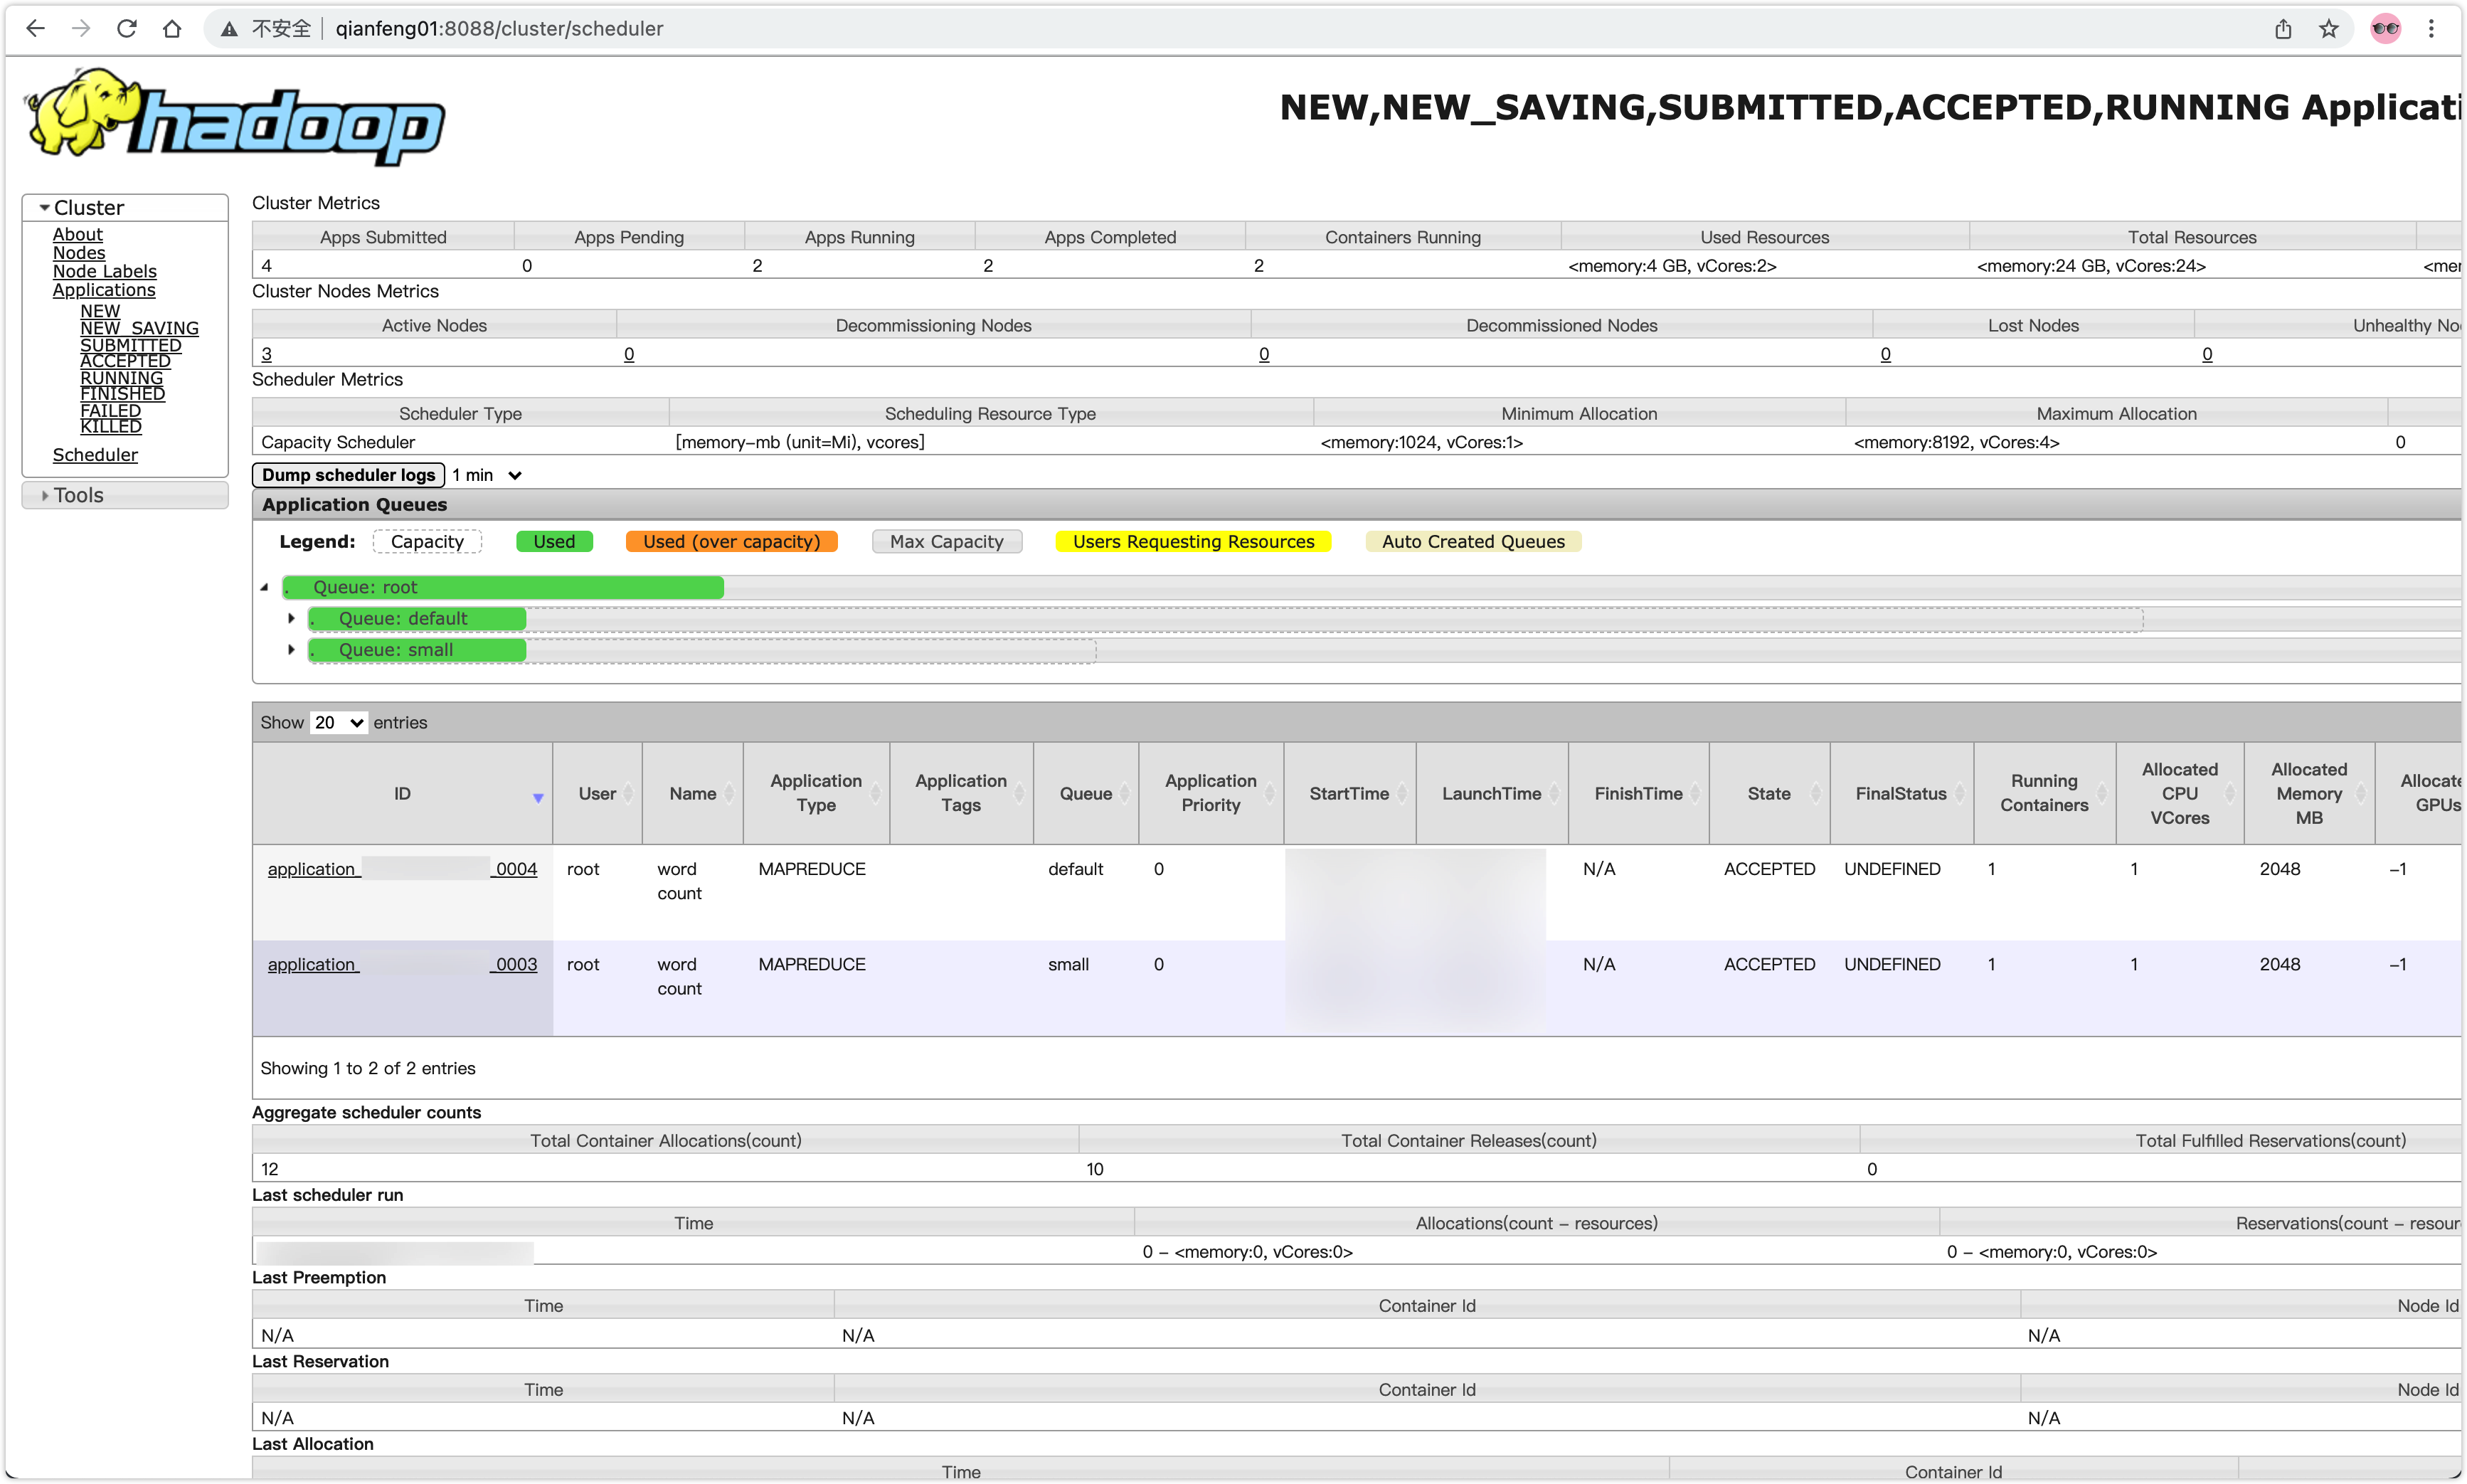 不安全 qianfeng01:8088/cluster/scheduler
hadoop
NEW,NEW_SAVING,SUBMITTED,ACCEPTED,RUNNING
Cluster
About
Nodes
Node Labels
Applications
NEW
NEW_SAVING
SUBMITTED
ACCEPTED
RUNNING
FINISHED
FAILED
KILLED
Scheduler
Tools
Cluster Metrics
Apps Submitted Apps Pending Apps Running Apps Completed Containers Running Used Resources Total Resources
4 0 2 2 2 <memory:4 GB, vCores:2> <memory:24 GB, vCores:24>
Cluster Nodes Metrics
Active Nodes Decommissioning Nodes Decommissioned Nodes Lost Nodes Unhealthy
3 0 0 0 0
Scheduler Metrics
Scheduler Type Scheduling Resource Type Minimum Allocation Maximum Allocation
Capacity Scheduler [memory-mb (unit=Mi), vcores] <memory:1024, vCores:1> <memory:8192, vCores:4> 0
Dump scheduler logs 1 min
Application Queues
Legend: Capacity Used Used (over capacity) Max Capacity Users Requesting Resources Auto Created Queues
. Queue: root
. Queue: default
. Queue: small
Show 20 entries
ID User Name Application Type Application Tags Queue Application Priority StartTime LaunchTime FinishTime State FinalStatus Running Containers Allocated CPU VCores Allocated Memory MB GPUs
application_ _0004 root word count MAPREDUCE default 0 N/A ACCEPTED UNDEFINED 1 1 2048 -1
application_ _0003 root word count MAPREDUCE small 0 N/A ACCEPTED UNDEFINED 1 1 2048 -1
Showing 1 to 2 of 2 entries
Aggregate scheduler counts
Total Container Allocations(count) Total Container Releases(count) Total Fulfilled Reservations(count)
12 10 0
Last scheduler run
Time Allocations(count - resources) Reservations(count -
0 - <memory:0, vCores:0> 0 - <memory:0, vCores:0>
Last Preemption
Time Container Id Node Id
N/A N/A N/A
Last Reservation
Time Container Id Node Id
N/A N/A N/A
Last Allocation
Time Container Id